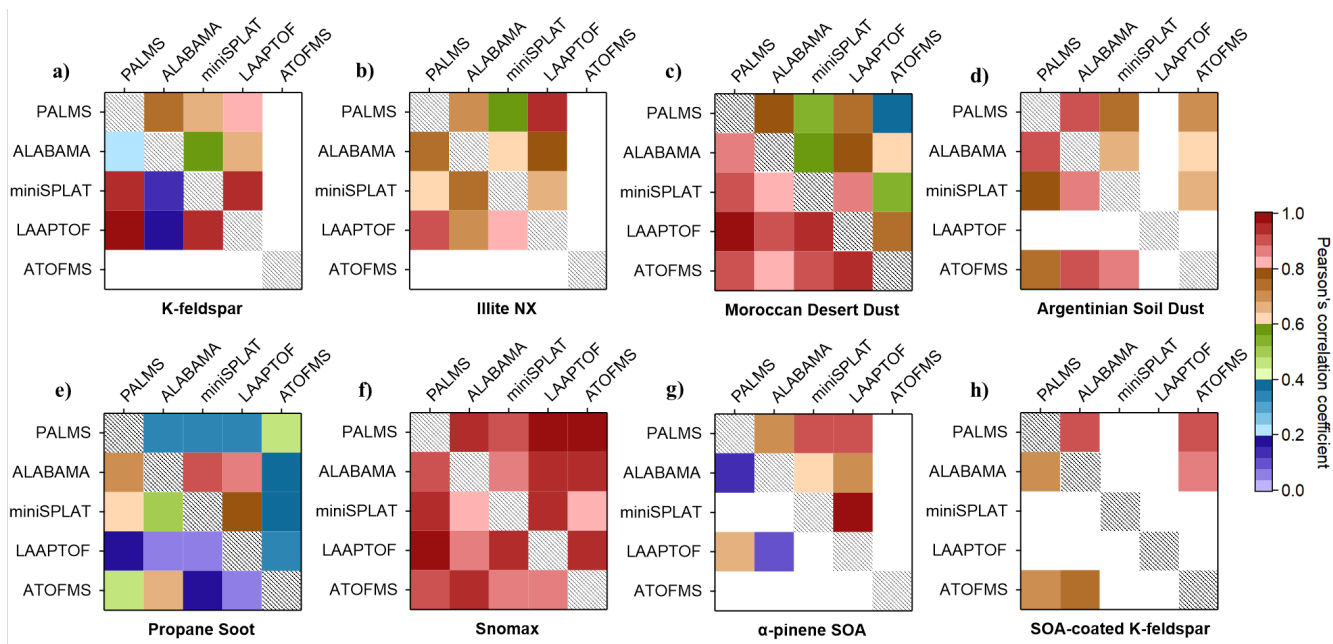 a)
PALMS ALABAMA miniSPLAT LAAPTOF ATOFMS
PALMS
ALABAMA
miniSPLAT
LAAPTOF
ATOFMS
K-feldspar
b)
PALMS ALABAMA miniSPLAT LAAPTOF ATOFMS
Illite NX
c)
PALMS ALABAMA miniSPLAT LAAPTOF ATOFMS
PALMS
ALABAMA
miniSPLAT
LAAPTOF
ATOFMS
Moroccan Desert Dust
d)
PALMS ALABAMA miniSPLAT LAAPTOF ATOFMS
PALMS
ALABAMA
miniSPLAT
LAAPTOF
ATOFMS
Argentinian Soil Dust
e)
PALMS ALABAMA miniSPLAT LAAPTOF ATOFMS
PALMS
ALABAMA
miniSPLAT
LAAPTOF
ATOFMS
Propane Soot
f)
PALMS ALABAMA miniSPLAT LAAPTOF ATOFMS
PALMS
ALABAMA
miniSPLAT
LAAPTOF
ATOFMS
Snomax
g)
PALMS ALABAMA miniSPLAT LAAPTOF ATOFMS
PALMS
ALABAMA
miniSPLAT
LAAPTOF
ATOFMS
α-pinene SOA
h)
PALMS ALABAMA miniSPLAT LAAPTOF ATOFMS
PALMS
ALABAMA
miniSPLAT
LAAPTOF
ATOFMS
SOA-coated K-feldspar
1.0
0.8
0.6
0.4
0.2
0.0
Pearson's correlation coefficient